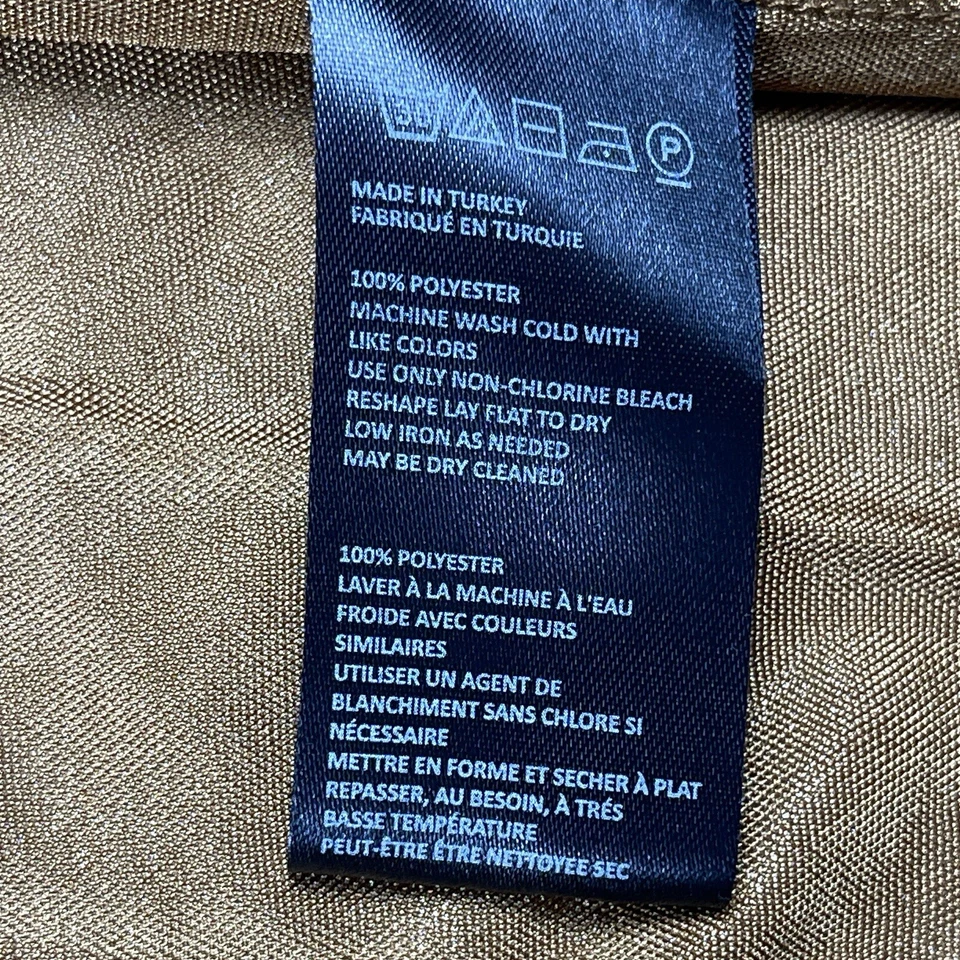 30
P
MADE IN TURKEY
FABRIQUÉ EN TURQUIE
100% POLYESTER
MACHINE WASH COLD WITH
LIKE COLORS
USE ONLY NON-CHLORINE BLEACH
RESHAPE LAY FLAT TO DRY
LOW IRON AS NEEDED
MAY BE DRY CLEANED
100% POLYESTER
LAVER À LA MACHINE À L'EAU
FROIDE AVEC COULEURS
SIMILAIRES
UTILISER UN AGENT DE
BLANCHIMENT SANS CHLORE SI
NÉCESSAIRE
METTRE EN FORME ET SECHER À PLAT
REPASSER, AU BESOIN, À TRÉS
BASSE TEMPÉRATURE
PEUT-ÊTRE ÊTRE NETTOYEE SEC